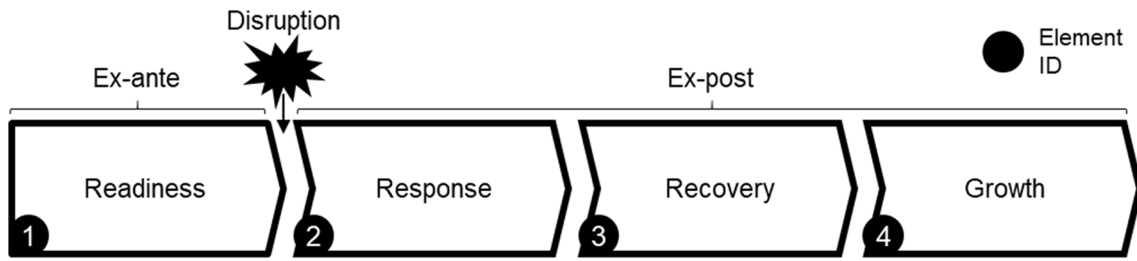 Disruption
Element
ID
Ex-ante
Ex-post
Readiness
Response
Recovery
Growth
1
2
3
4